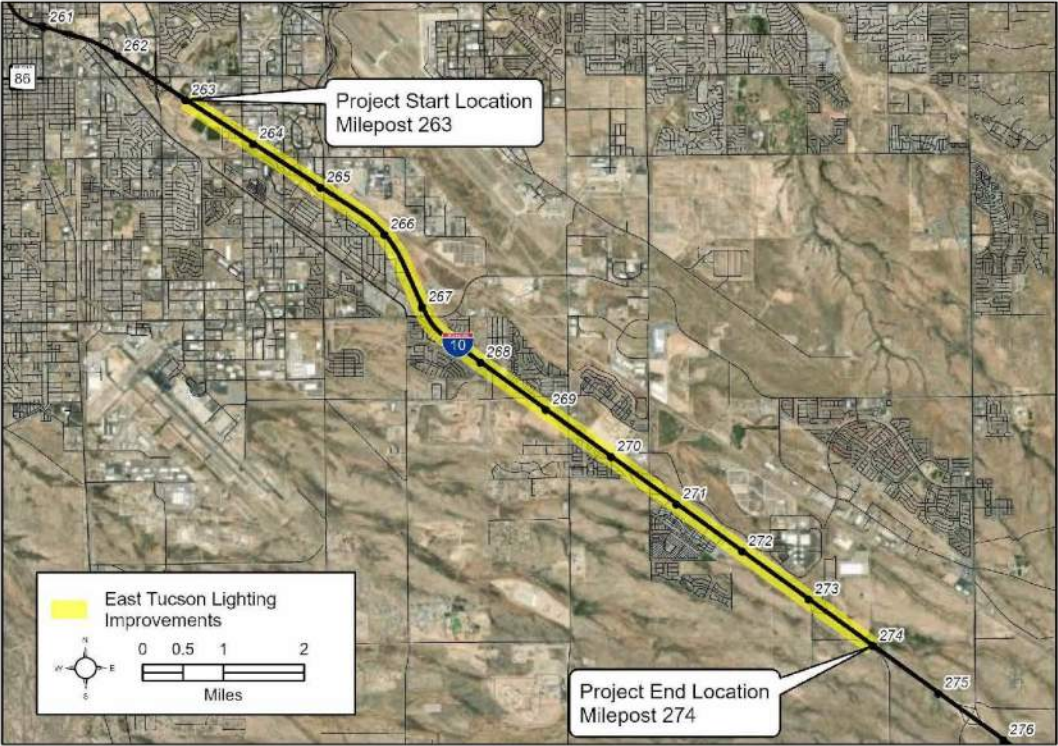 261
262
86
263
Project Start Location
Milepost 263
264
265
266
267
10
268
269
270
271
272
273
274
275
276
East Tucson Lighting
Improvements
N
W E
S
0 0.5 1 2
Miles
Project End Location
Milepost 274